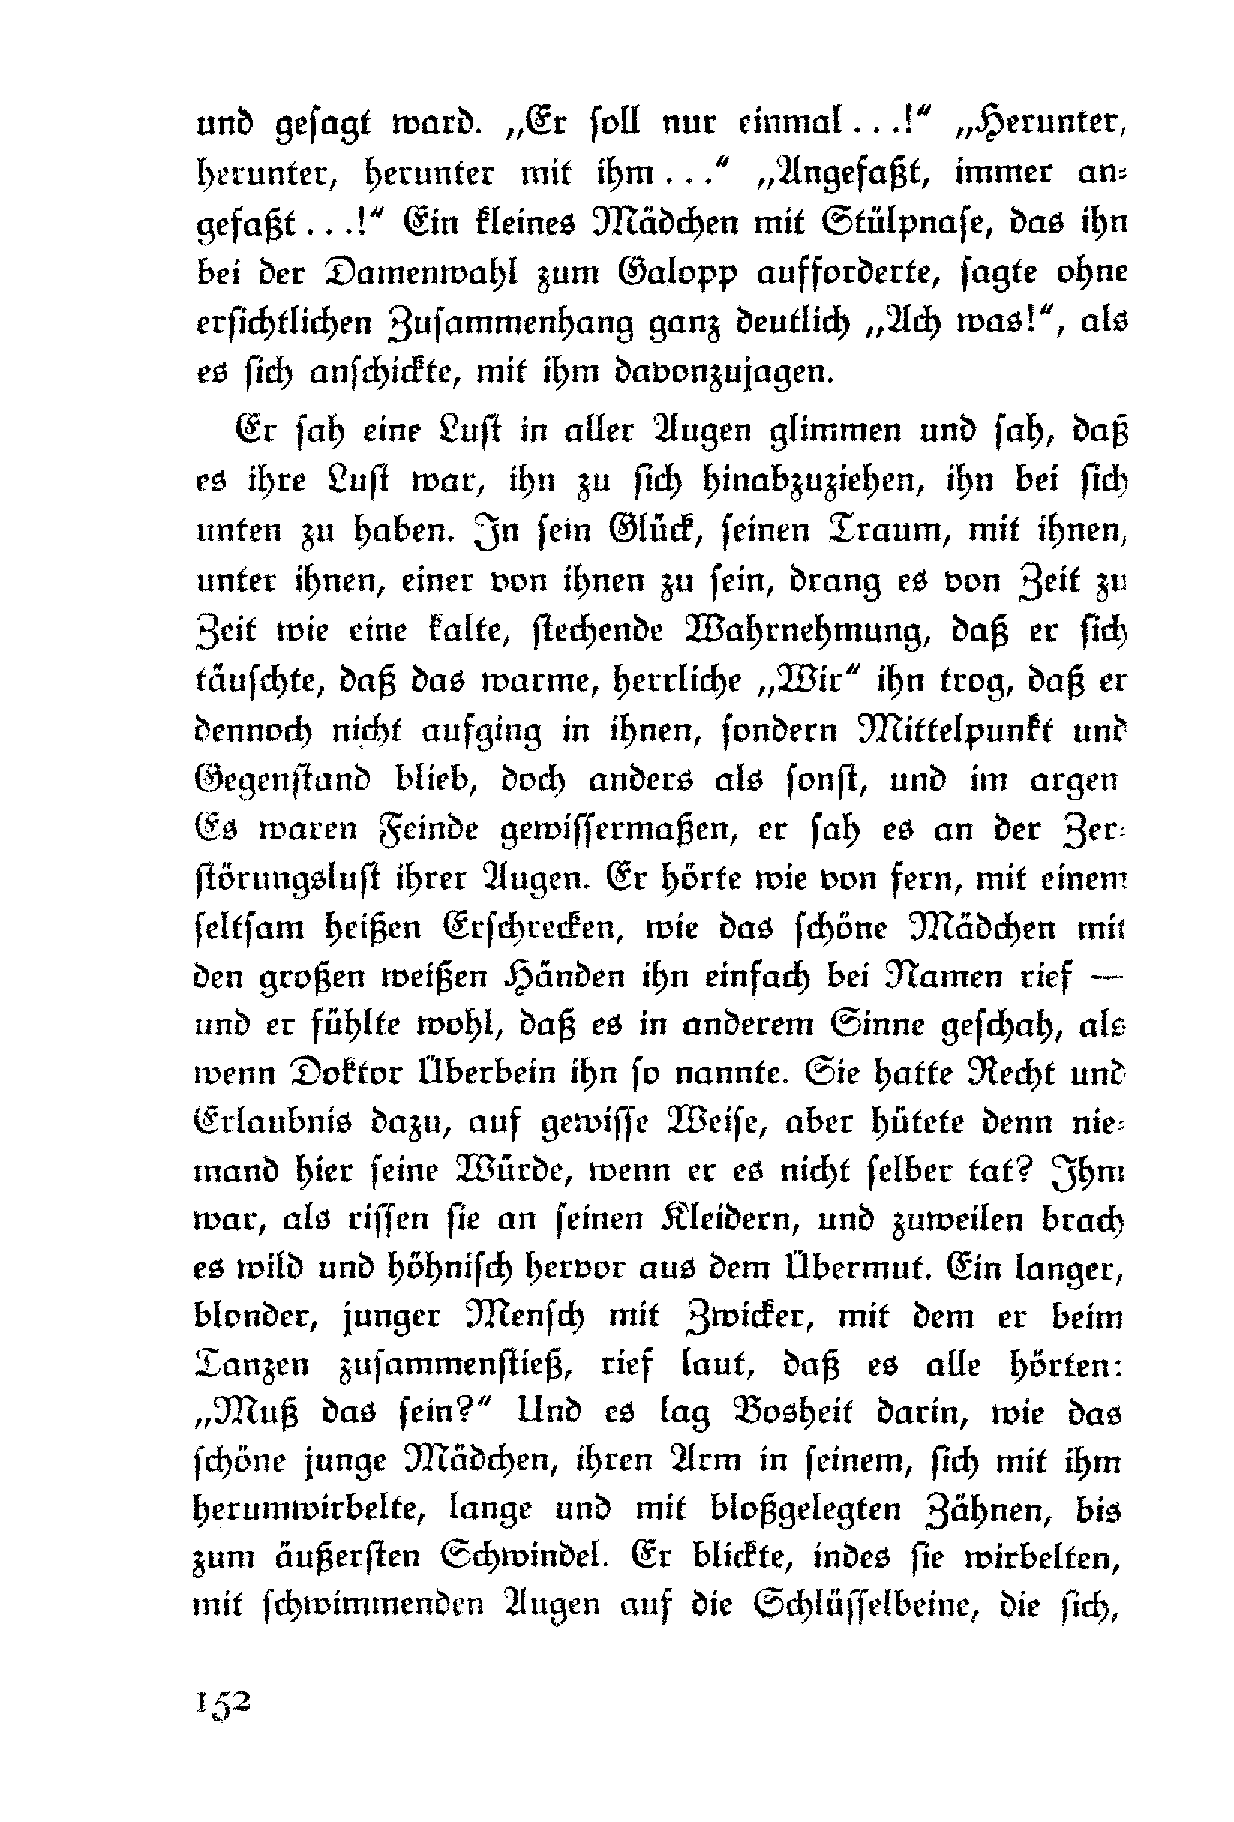 und gesagt ward. „Er soll nur einmal . . .!“ „Herunter,
herunter, herunter mit ihm . . .“ „Angefaßt, immer an-
gefaßt . . .!“ Ein kleines Mädchen mit Stülpnase, das ihn
bei der Damenwahl zum Galopp aufforderte, sagte ohne
ersichtlichen Zusammenhang ganz deutlich „Ach was!“, als
es sich anschickte, mit ihm davonzujagen.
Er sah eine Lust in aller Augen glimmen und sah, daß
es ihre Lust war, ihn zu sich hinabzuziehen, ihn bei sich
unten zu haben. In sein Glück, seinen Traum, mit ihnen,
unter ihnen, einer von ihnen zu sein, drang es von Zeit zu
Zeit wie eine kalte, stechende Wahrnehmung, daß er sich
täuschte, daß das warme, herrliche „Wir“ ihn trog, daß er
dennoch nicht aufging in ihnen, sondern Mittelpunkt und
Gegenstand blieb, doch anders als sonst, und im argen
Es waren Feinde gewissermaßen, er sah es an der Zer-
störungslust ihrer Augen. Er hörte wie von fern, mit einem
seltsam heißen Erschrecken, wie das schöne Mädchen mit
den großen weißen Händen ihn einfach bei Namen rief —
und er fühlte wohl, daß es in anderem Sinne geschah, als
wenn Doktor Überbein ihn so nannte. Sie hatte Recht und
Erlaubnis dazu, auf gewisse Weise, aber hütete denn nie-
mand hier seine Würde, wenn er es nicht selber tat? Ihm
war, als rissen sie an seinen Kleidern, und zuweilen brach
es wild und höhnisch hervor aus dem Übermut. Ein langer,
blonder, junger Mensch mit Zwicker, mit dem er beim
Tanzen zusammenstieß, rief laut, daß es alle hörten:
„Muß das sein?“ Und es lag Bosheit darin, wie das
schöne junge Mädchen, ihren Arm in seinem, sich mit ihm
herumwirbelte, lange und mit bloßgelegten Zähnen, bis
zum äußersten Schwindel. Er blickte, indes sie wirbelten,
mit schwimmenden Augen auf die Schlüsselbeine, die sich,
152